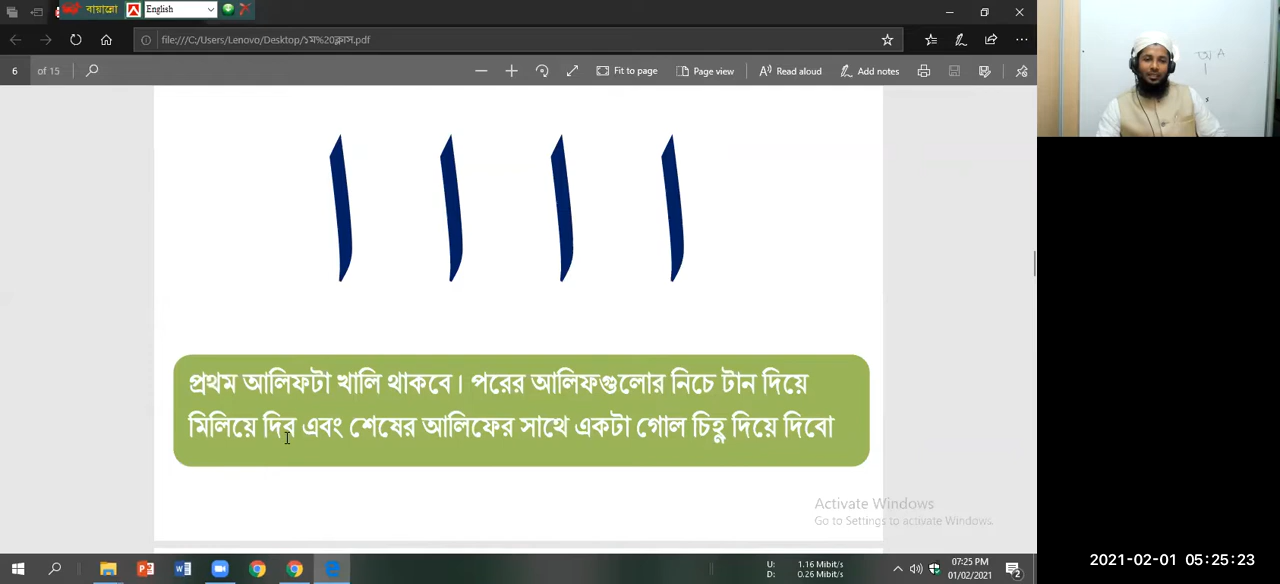 বায়ান্নো English
file:///C:/Users/Lenovo/Desktop/১ম%20ক্লাস.pdf
6 of 15 Fit to page Page view Read aloud Add notes
ا ا ا ا
প্রথম আলিফটা খালি থাকবে। পরের আলিফগুলোর নিচে টান দিয়ে
মিলিয়ে দিব এবং শেষের আলিফের সাথে একটা গোল চিহ্ণ দিয়ে দিবো
Activate Windows
Go to Settings to activate Windows.
U: 1.16 Mibit/s
D: 0.26 Mibit/s
07:25 PM
01/02/2021
2
2021-02-01 05:25:23